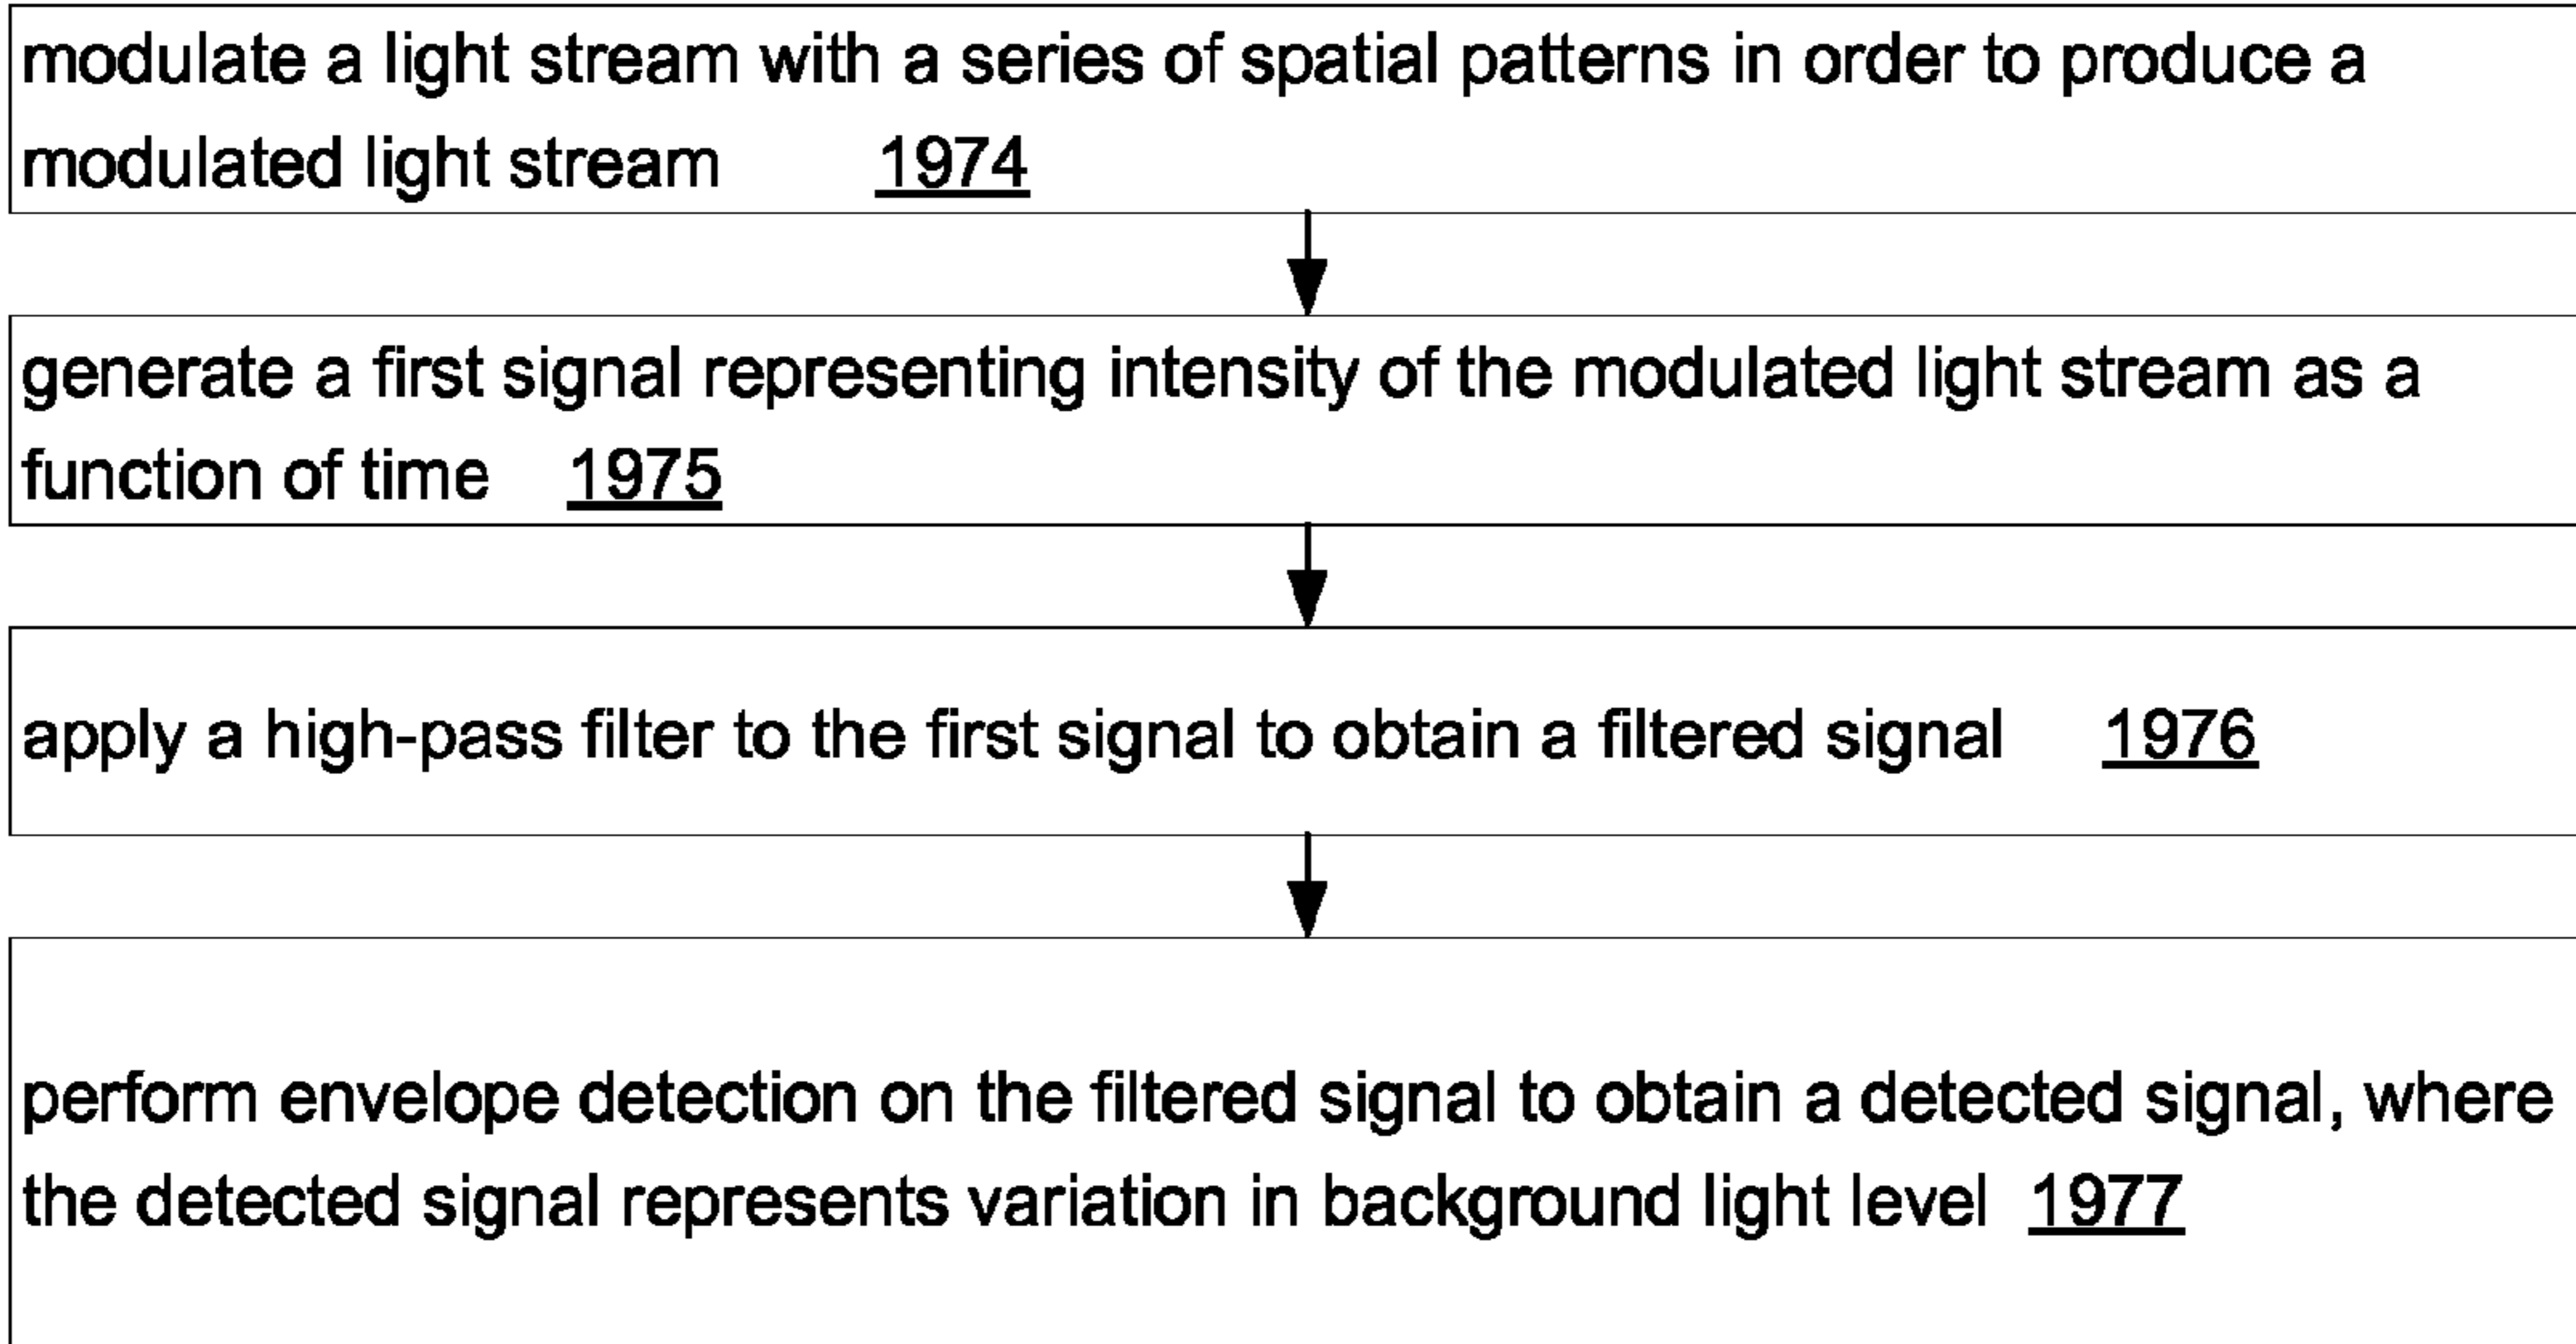 modulate a light stream with a series of spatial patterns in order to produce a
modulated light stream 1974
generate a first signal representing intensity of the modulated light stream as a
function of time 1975
apply a high-pass filter to the first signal to obtain a filtered signal 1976
perform envelope detection on the filtered signal to obtain a detected signal, where
the detected signal represents variation in background light level 1977